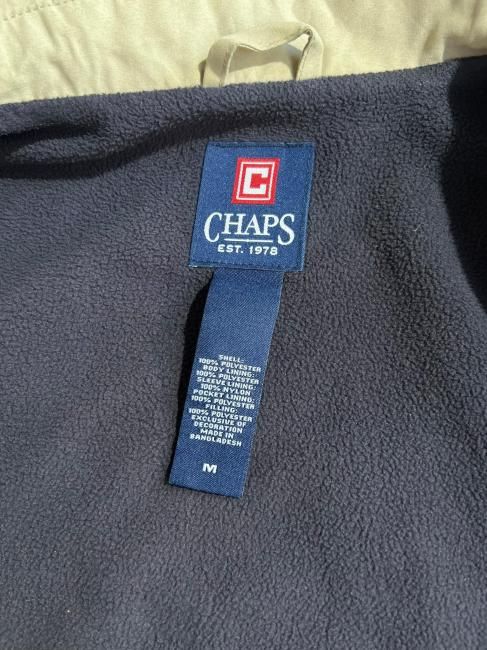 C
CHAPS
EST. 1978
SHELL:
100% POLYESTER
BODY LINING:
100% POLYESTER
SLEEVE LINING:
100% NYLON
POCKET LINING:
100% POLYESTER
FILLING:
100% POLYESTER
EXCLUSIVE OF
DECORATION
MADE IN
BANGLADESH
M